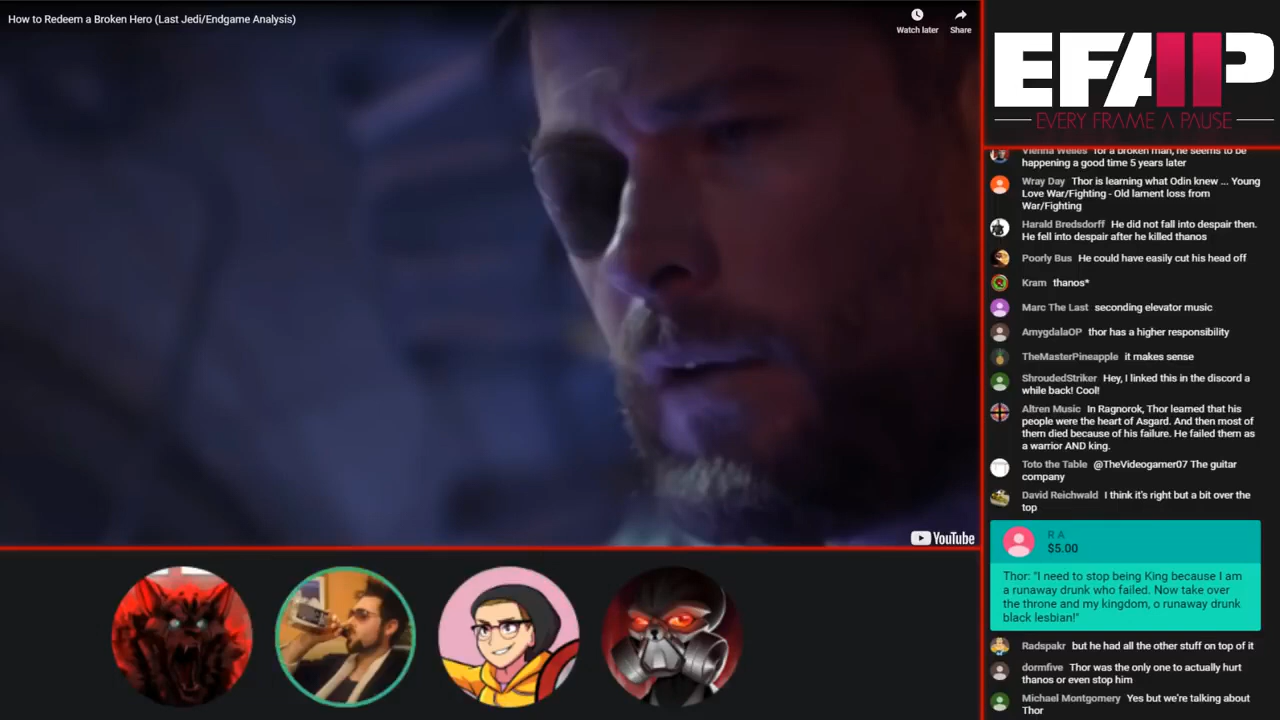 How to Redeem a Broken Hero (Last Jedi/Endgame Analysis)
Watch later
Share
YouTube
EFAP
EVERY FRAME A PAUSE
Vienna Welles for a broken man, he seems to be
happening a good time 5 years later
Wray Day Thor is learning what Odin knew ... Young
Love War/Fighting - Old lament loss from
War/Fighting
Harald Bredsdorff He did not fall into despair then.
He fell into despair after he killed thanos
Poorly Bus He could have easily cut his head off
Kram thanos*
Marc The Last seconding elevator music
AmygdalaOP thor has a higher responsibility
TheMasterPineapple it makes sense
ShroudedStriker Hey, I linked this in the discord a
while back! Cool!
Altren Music In Ragnorok, Thor learned that his
people were the heart of Asgard. And then most of
them died because of his failure. He failed them as
a warrior AND king.
Toto the Table @TheVideogamer07 The guitar
company
David Reichwald I think it's right but a bit over the
top
R A
$5.00
Thor: "I need to stop being King because I am
a runaway drunk who failed. Now take over
the throne and my kingdom, o runaway drunk
black lesbian!"
Radspakr but he had all the other stuff on top of it
dormfive Thor was the only one to actually hurt
thanos or even stop him
Michael Montgomery Yes but we're talking about
Thor